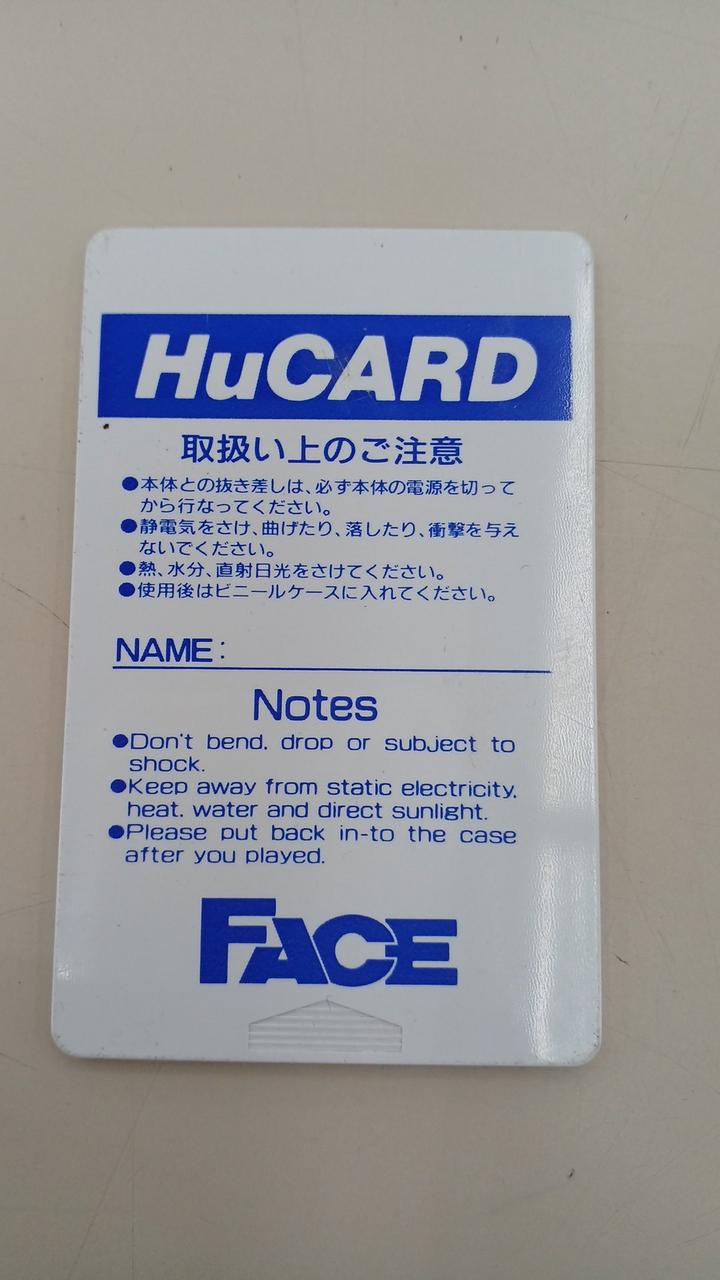 HuCARD
取扱い上のご注意
●本体との抜き差しは、必ず本体の電源を切って
から行なってください。
●静電気をさけ、曲げたり、落したり、衝撃を与え
ないでください。
●熱、水分、直射日光をさけてください。
●使用後はビニールケースに入れてください。
NAME:
Notes
●Don't bend. drop or subject to
shock.
●Keep away from static electricity.
heat. water and direct sunlight.
●Please put back in-to the case
after you played.
FACE